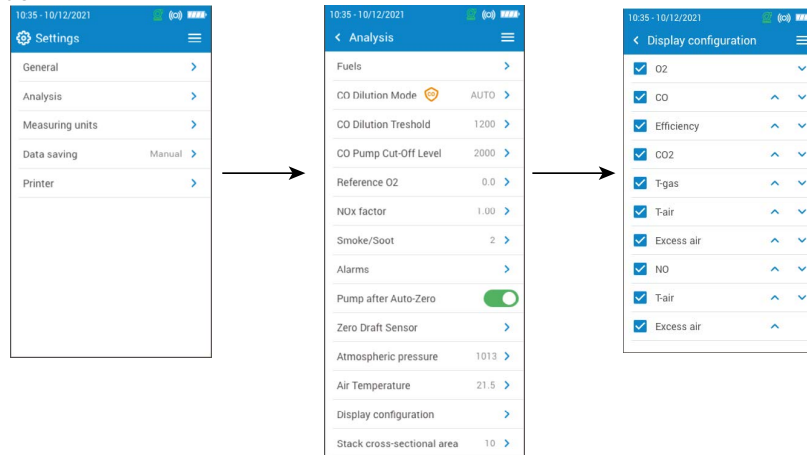 10:35 - 10/12/2021
Settings
General
Analysis
Measuring units
Data saving Manual
Printer
10:35 - 10/12/2021
Analysis
Fuels
CO Dilution Mode CO AUTO
CO Dilution Treshold 1200
CO Pump Cut-Off Level 2000
Reference O2 0.0
NOx factor 1.00
Smoke/Soot 2
Alarms
Pump after Auto-Zero
Zero Draft Sensor
Atmospheric pressure 1013
Air Temperature 21.5
Display configuration
Stack cross-sectional area 10
10:35 - 10/12/2021
Display configuration
O2
CO
Efficiency
CO2
T-gas
T-air
Excess air
NO
T-air
Excess air